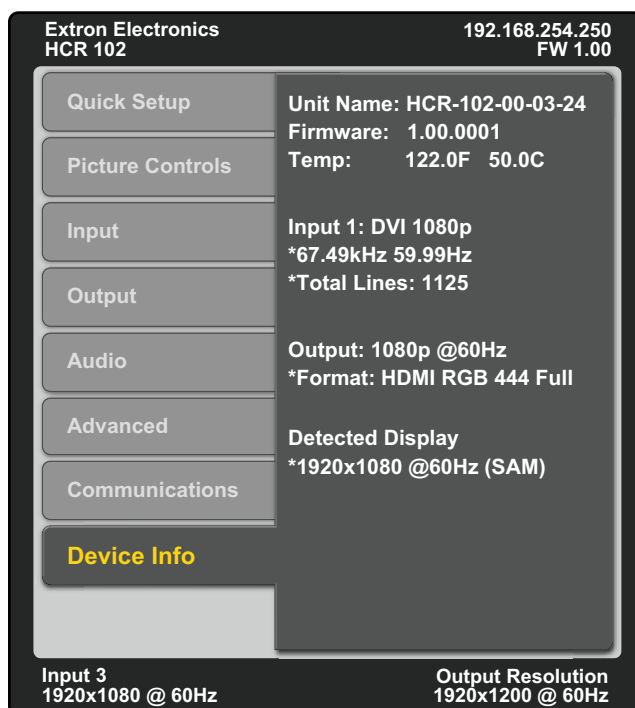 Extron Electronics
HCR 102
192.168.254.250
FW 1.00
Quick Setup
Picture Controls
Input
Output
Audio
Advanced
Communications
Device Info
Unit Name: HCR-102-00-03-24
Firmware: 1.00.0001
Temp: 122.0F 50.0C
Input 1: DVI 1080p
*67.49kHz 59.99Hz
*Total Lines: 1125
Output: 1080p @60Hz
*Format: HDMI RGB 444 Full
Detected Display
*1920x1080 @60Hz (SAM)
Input 3
1920x1080 @ 60Hz
Output Resolution
1920x1200 @ 60Hz